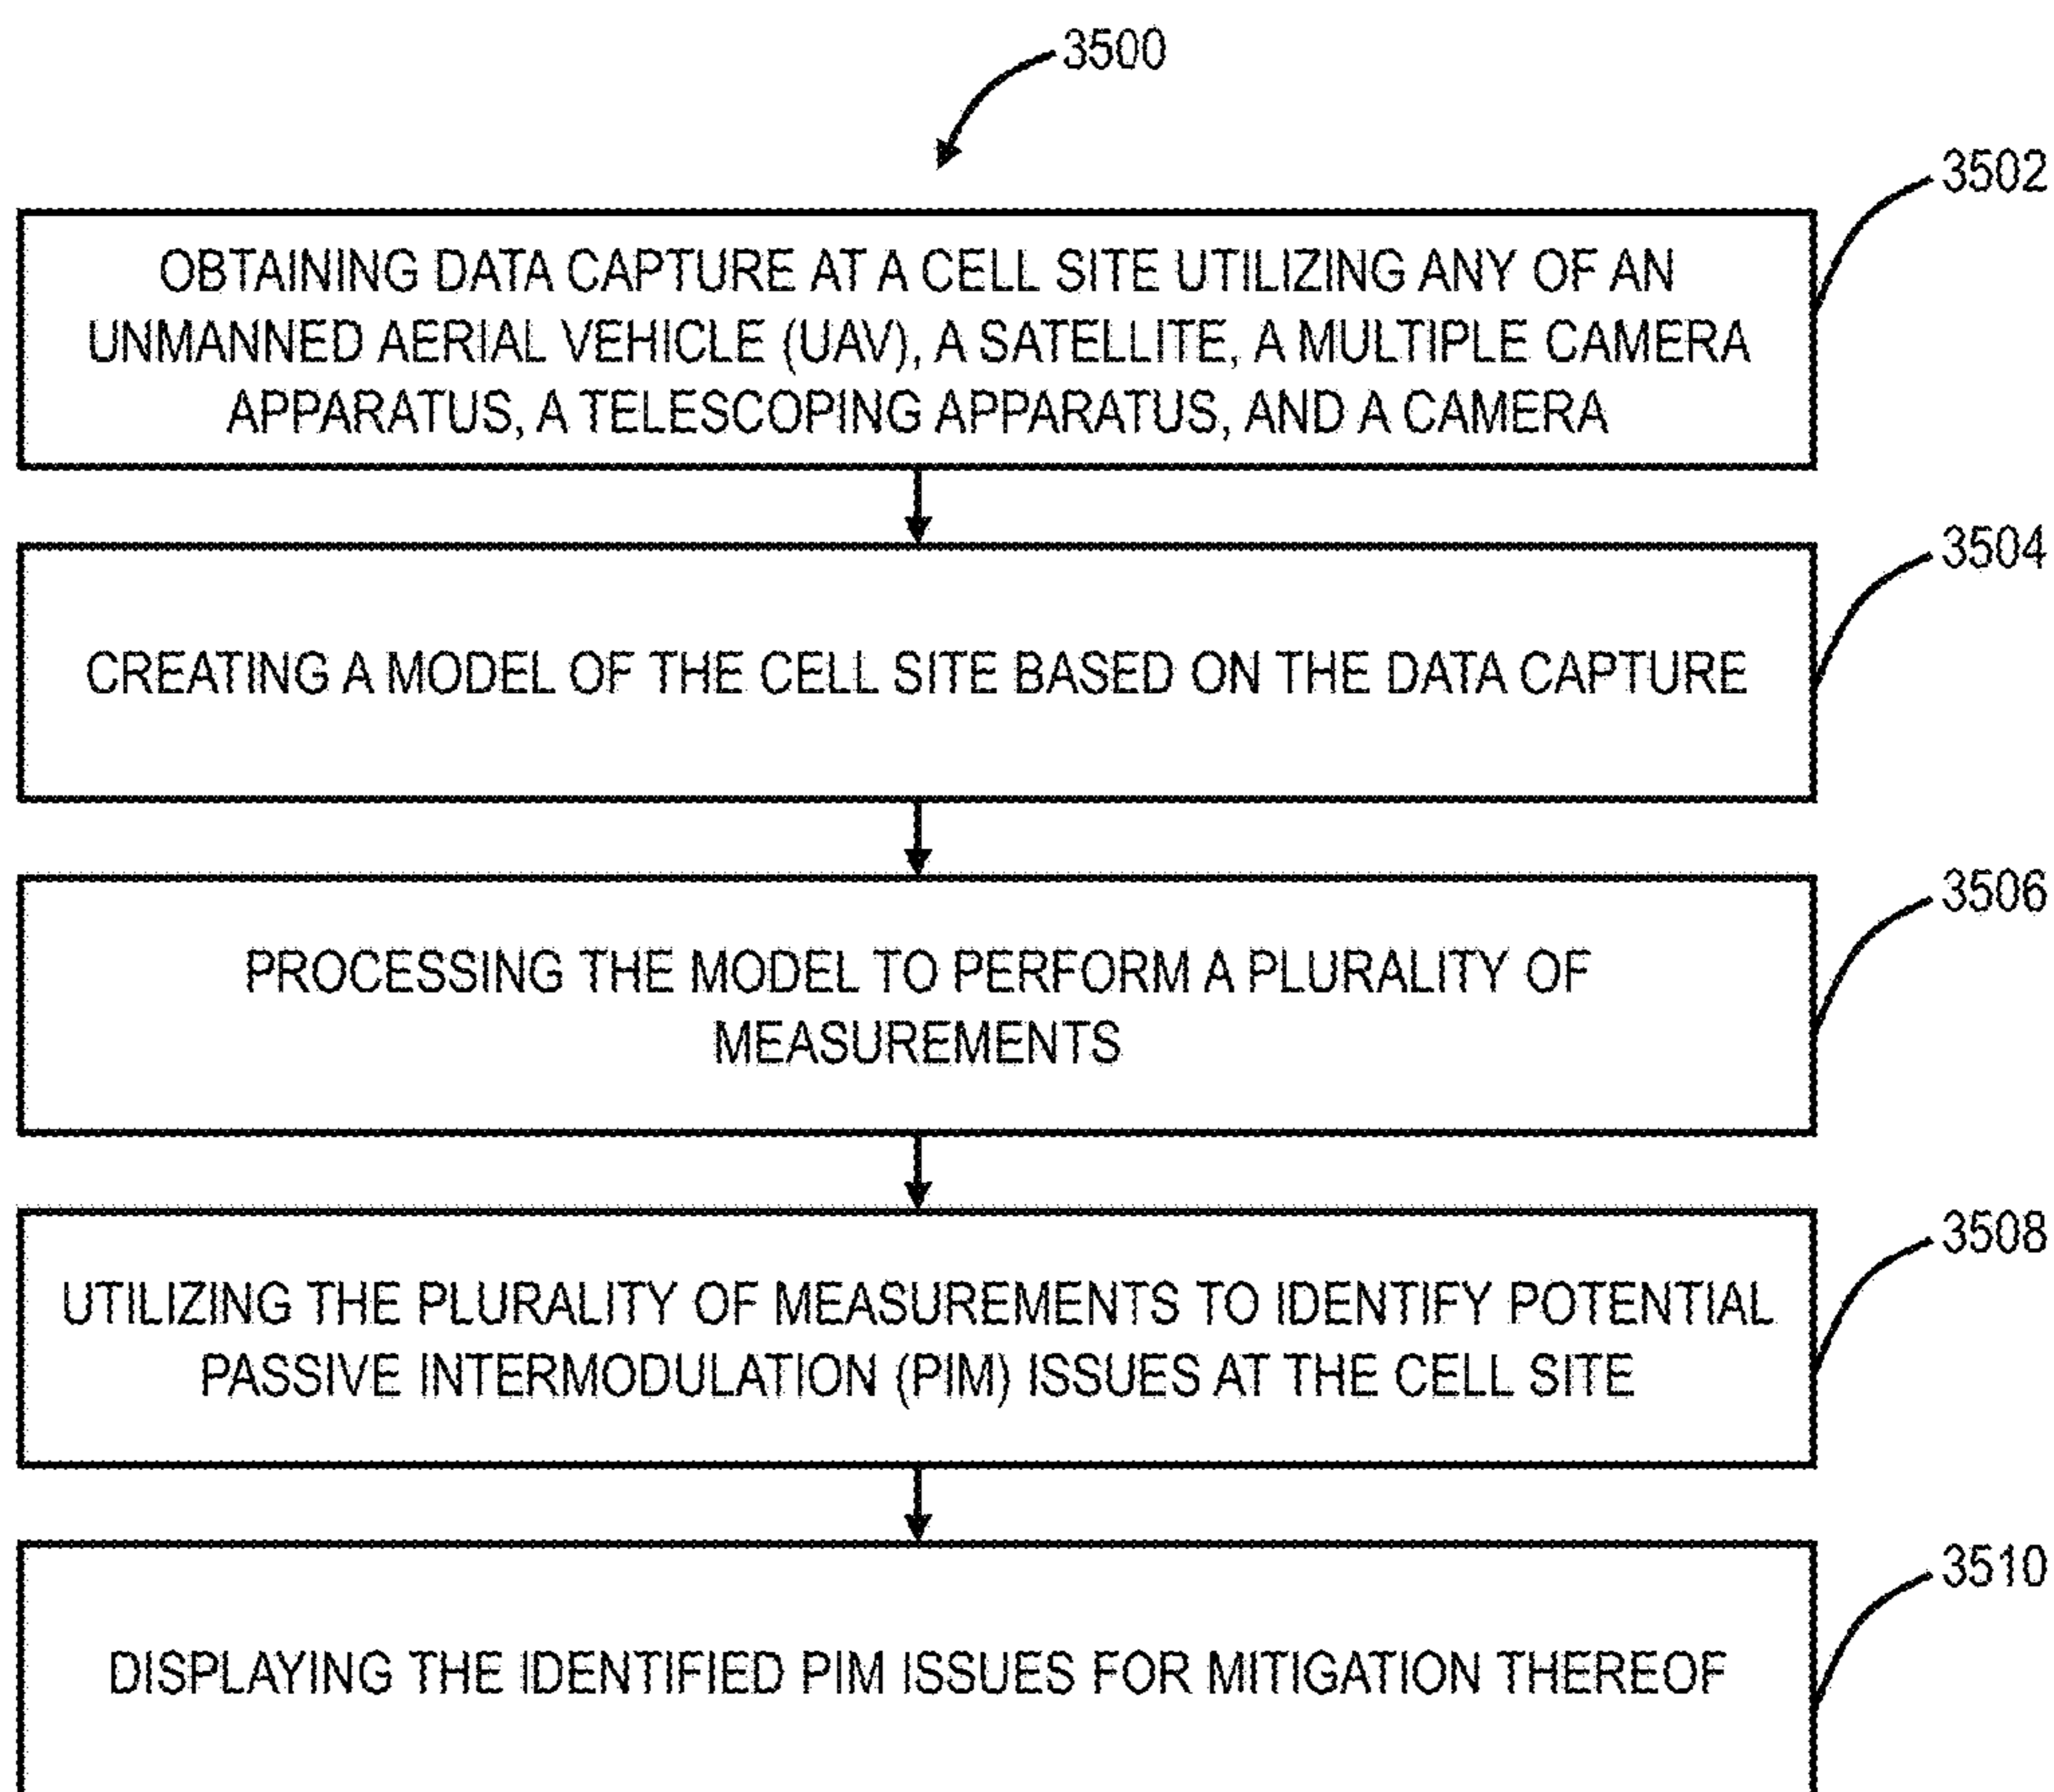 3500
3502
OBTAINING DATA CAPTURE AT A CELL SITE UTILIZING ANY OF AN
UNMANNED AERIAL VEHICLE (UAV), A SATELLITE, A MULTIPLE CAMERA
APPARATUS, A TELESCOPING APPARATUS, AND A CAMERA
3504
CREATING A MODEL OF THE CELL SITE BASED ON THE DATA CAPTURE
3506
PROCESSING THE MODEL TO PERFORM A PLURALITY OF
MEASUREMENTS
3508
UTILIZING THE PLURALITY OF MEASUREMENTS TO IDENTIFY POTENTIAL
PASSIVE INTERMODULATION (PIM) ISSUES AT THE CELL SITE
3510
DISPLAYING THE IDENTIFIED PIM ISSUES FOR MITIGATION THEREOF